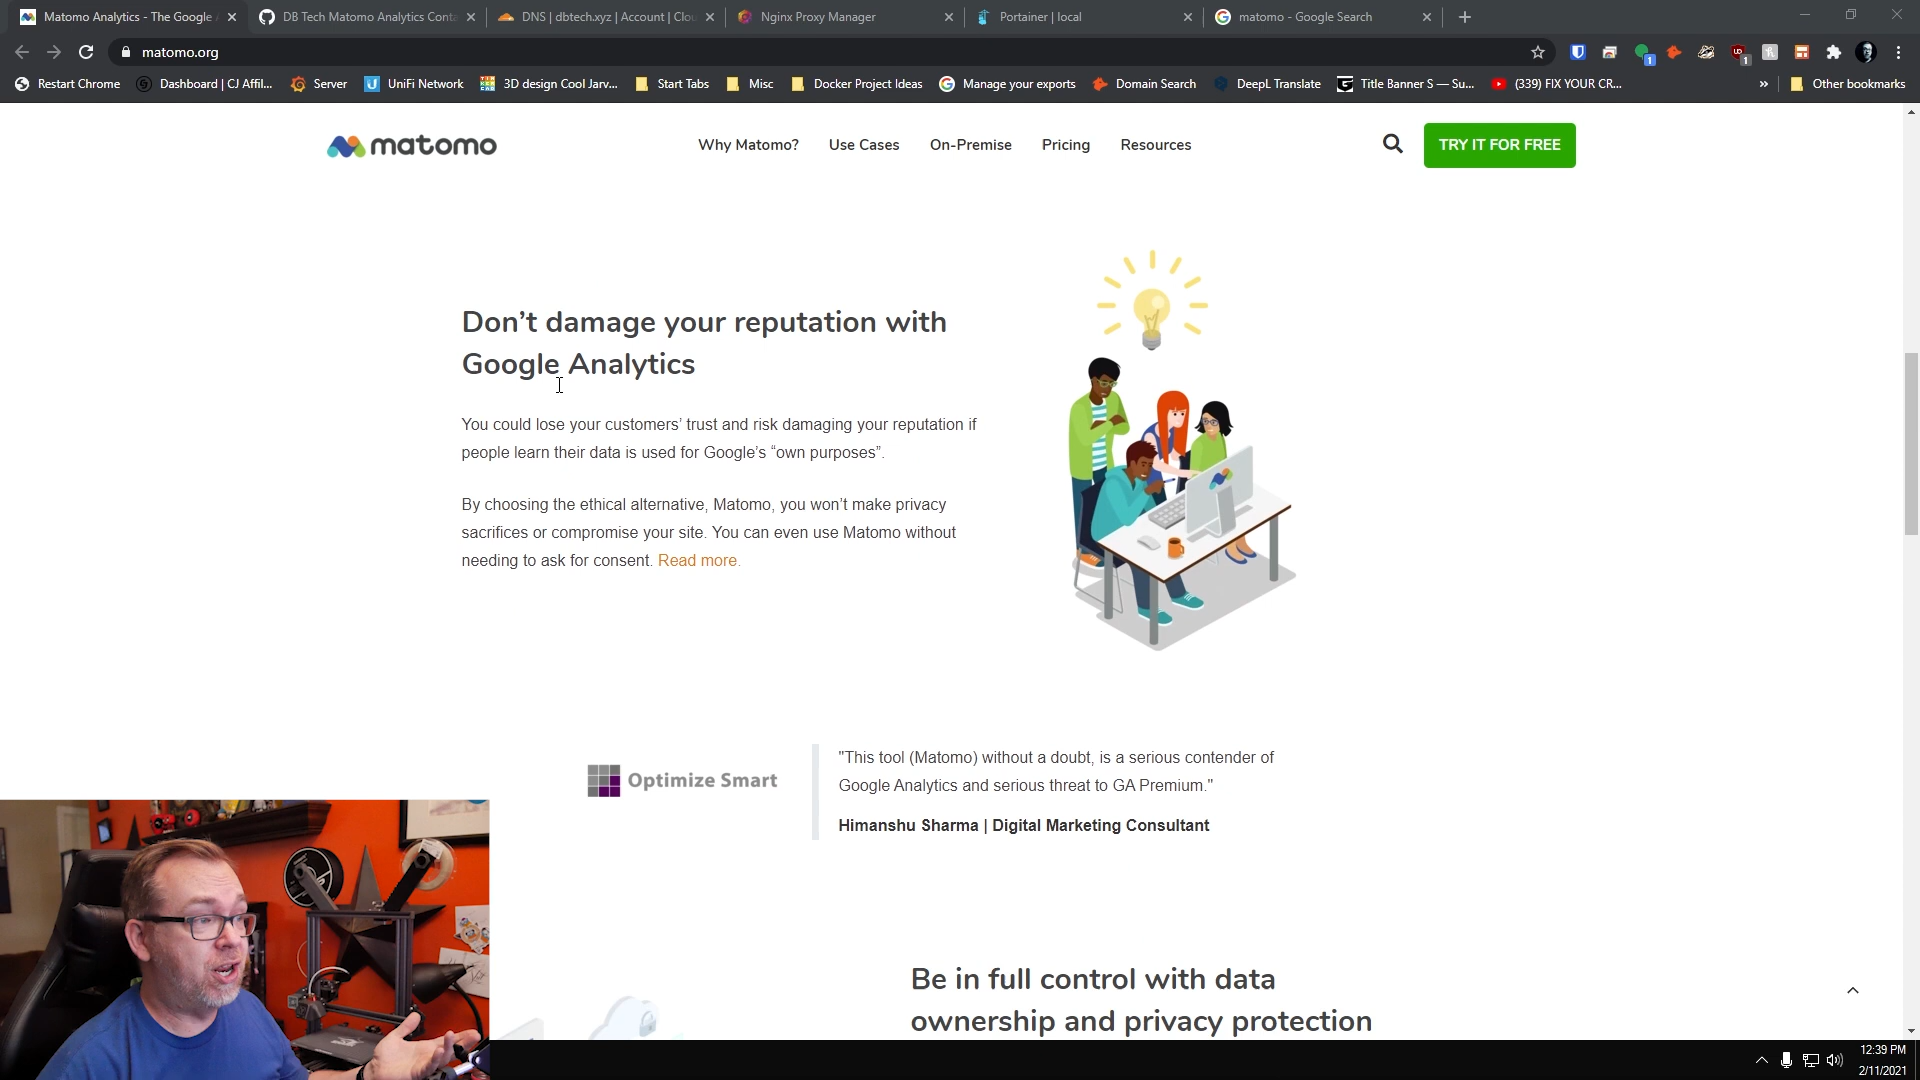 Matomo Analytics - The Google
DB Tech Matomo Analytics Conta
DNS | dbtech.xyz | Account | Clou
Nginx Proxy Manager
Portainer | local
matomo - Google Search
matomo.org
Restart Chrome
Dashboard | CJ Affil...
Server
UniFi Network
3D design Cool Jarv...
Start Tabs
Misc
Docker Project Ideas
Manage your exports
Domain Search
DeepL Translate
Title Banner S — Su...
(339) FIX YOUR CR...
»
Other bookmarks
matomo
Why Matomo?
Use Cases
On-Premise
Pricing
Resources
TRY IT FOR FREE
Don’t damage your reputation with
Google Analytics
You could lose your customers’ trust and risk damaging your reputation if
people learn their data is used for Google’s “own purposes”.
By choosing the ethical alternative, Matomo, you won’t make privacy
sacrifices or compromise your site. You can even use Matomo without
needing to ask for consent. Read more.
Optimize Smart
"This tool (Matomo) without a doubt, is a serious contender of
Google Analytics and serious threat to GA Premium."
Himanshu Sharma | Digital Marketing Consultant
Be in full control with data
ownership and privacy protection
12:39 PM
2/11/2021